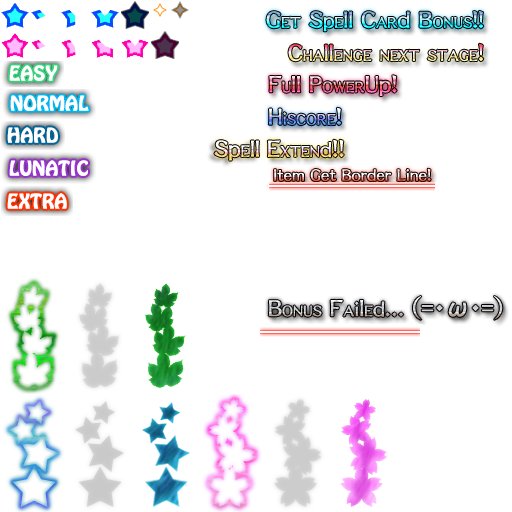 Get Spell Card Bonus!!
Challenge next stage!
EASY
Full PowerUp!
NORMAL
Hiscore!
HARD
Spell Extend!!
LUNATIC
Item Get Border Line!
EXTRA
Bonus Failed... (=･ω･=)